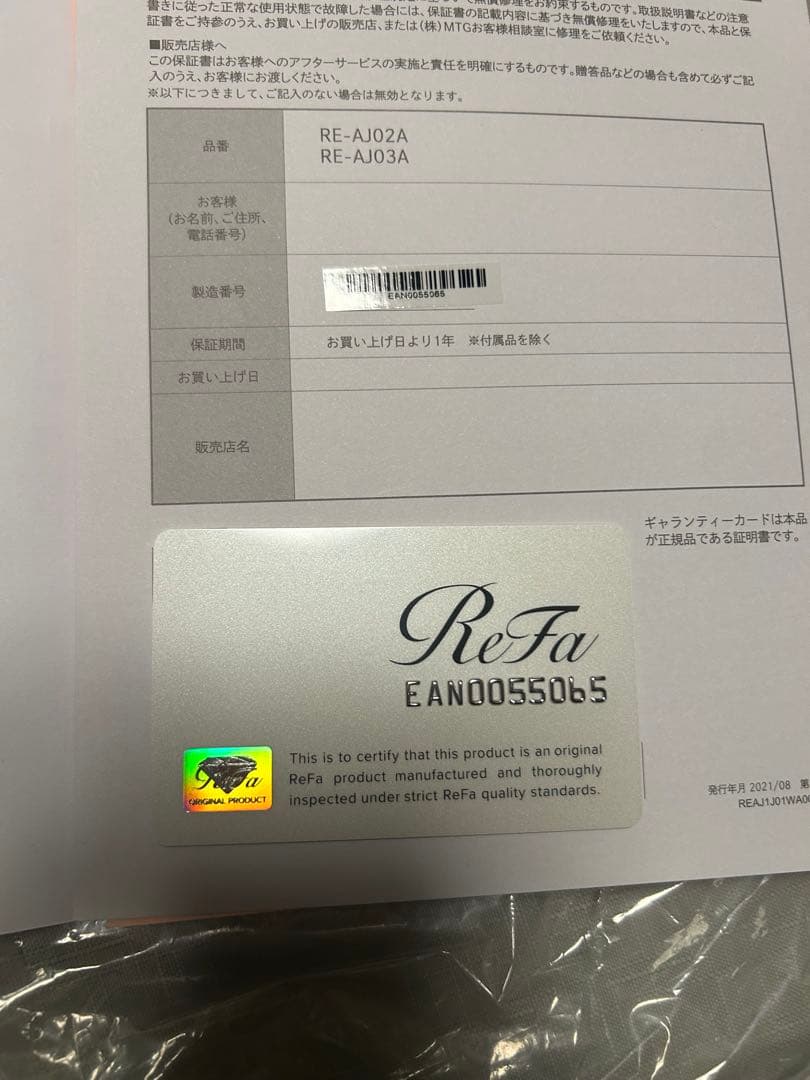 書きに従った正常な使用状態で故障した場合には、保証書の記載内容に基づき無償修理をいたしますので、本品と保
証書をご持参のうえ、お買い上げの販売店、または(株)MTGお客様相談室に修理をご依頼ください。
■販売店様へ
この保証書はお客様へのアフターサービスの実施と責任を明確にするものです。贈答品などの場合も含めて必ずご記
入のうえ、お客様にお渡しください。
※以下につきまして、ご記入のない場合は無効となります。
品番
RE-AJ02A
RE-AJ03A
お客様
(お名前、ご住所、
電話番号)
製造番号
EAN0055065
保証期間
お買い上げ日より1年 ※付属品を除く
お買い上げ日
販売店名
ギャランティーカードは本品
が正規品である証明書です。
ReFa
EAN0055065
ReFa
ORIGINAL PRODUCT
This is to certify that this product is an original
ReFa product manufactured and thoroughly
inspected under strict ReFa quality standards.
発行年月 2021/08 第
REAJ1J01WA0